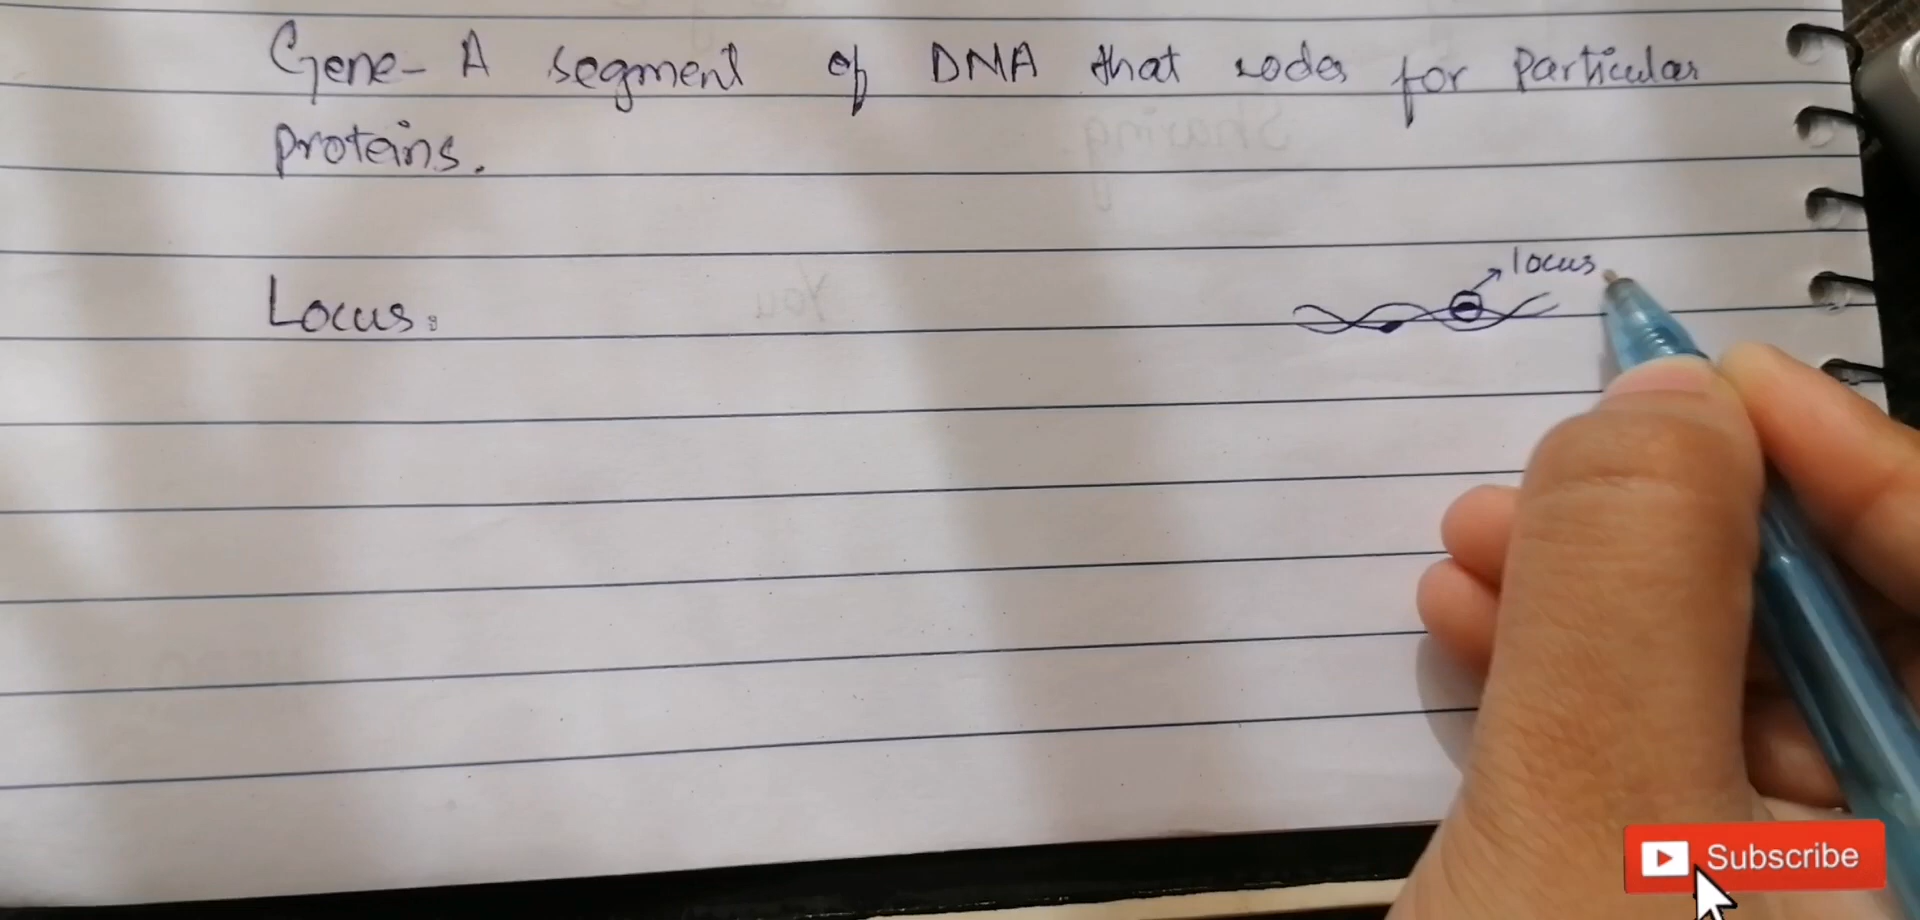 Gene- A segment of DNA that codes for Particular
proteins.
locus
Locus:
Subscribe